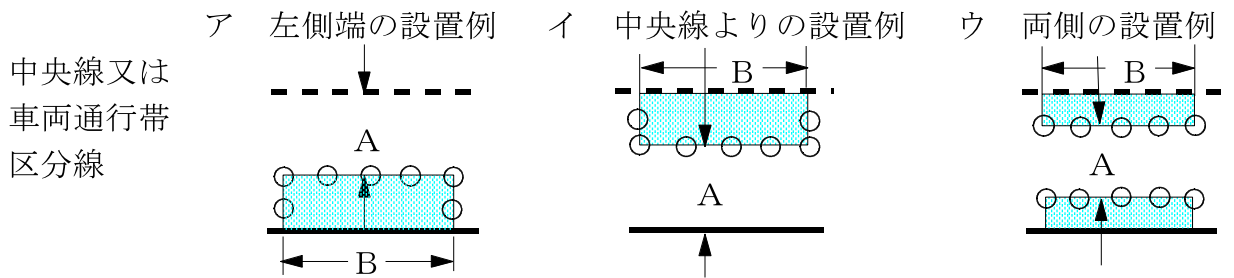 ア 左側端の設置例
イ 中央線よりの設置例
ウ 両側の設置例
中央線又は
車両通行帯
区分線
A
B
B
A
B
A